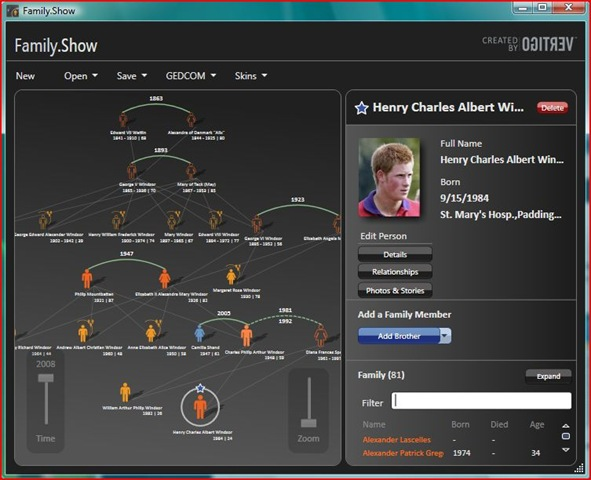 Family.Show
Family.Show
CREATED BY VERTIGO
New Open Save GEDCOM Skins
1863
Edward VII Wettin
1841 - 1910 | 68
Alexandra of Denmark "Alix"
1844 - 1925 | 80
1893
George V Windsor
1865 - 1936 | 70
Mary of Teck (May)
1867 - 1953 | 85
1923
George Edward Alexander Windsor
1902 - 1942 | 39
Henry William Frederick Windsor
1900 - 1974 | 74
Mary Windsor
1897 - 1965 | 67
Edward VIII Windsor
1894 - 1972 | 77
George VI Windsor
1895 - 1952 | 56
Elizabeth Angela
1947
Philip Mountbatten
1921 | 87
Elizabeth II Alexandra Mary Windsor
1926 | 82
Margaret Rose Windsor
1930 | 78
2005
1981
1992
Richard Windsor
1964 | 44
Andrew Albert Christian Windsor
1960 | 48
Anne Elizabeth Alice Windsor
1950 | 58
Camilla Shand
1947 | 61
Charles Philip Arthur Windsor
1948 | 59
Diana Frances
1961
William Arthur Philip Windsor
1982 | 26
Henry Charles Albert Windsor
1984 | 24
2008
Time
Zoom
Henry Charles Albert Wi...
Delete
Full Name
Henry Charles Albert Win...
Born
9/15/1984
St. Mary's Hosp.,Padding...
Edit Person
Details
Relationships
Photos & Stories
Add a Family Member
Add Brother
Family (81)
Expand
Filter
Name Born Died Age
Alexander Lascelles - -
Alexander Patrick Greg 1974 - 34